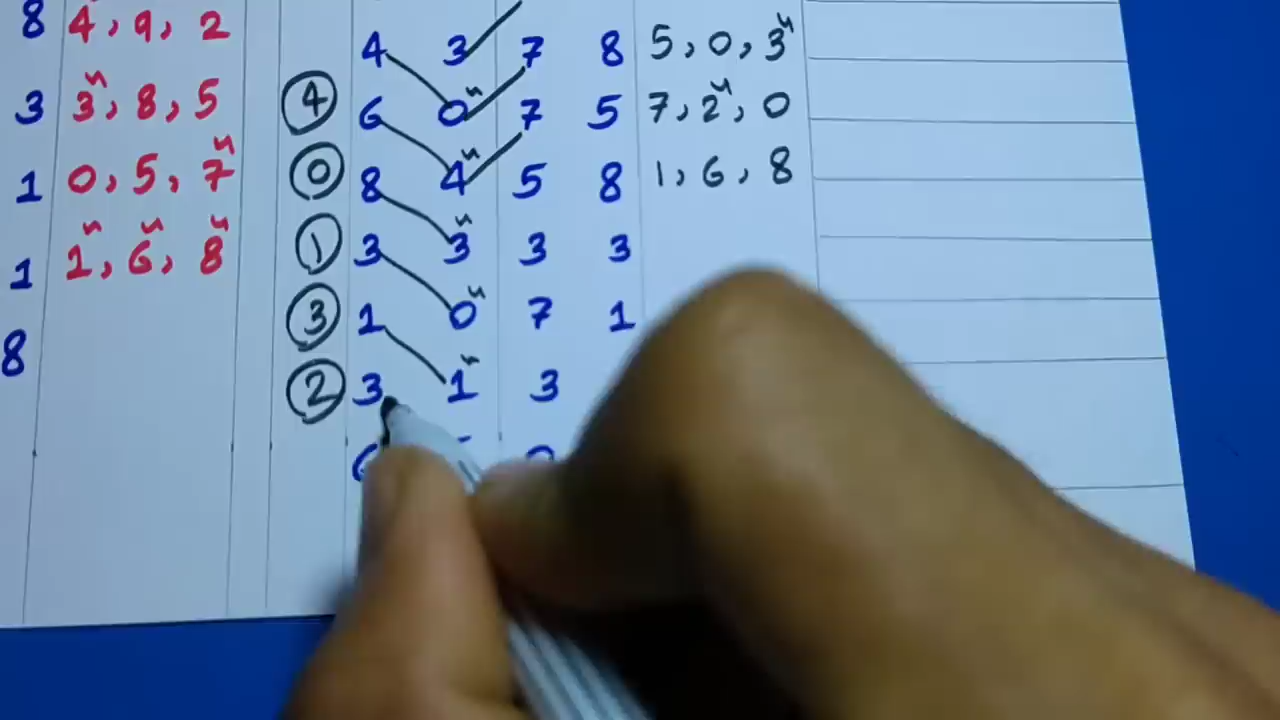 8 4, 9, 2
4 3 7 8 5, 0, 3
3 3, 8, 5 4 6 0 7 5 7, 2, 0
1 0, 5, 7 0 8 4 5 8 1, 6, 8
1 1, 6, 8 1 3 3 3 3
8 3 1 0 7 1
2 3 1 3